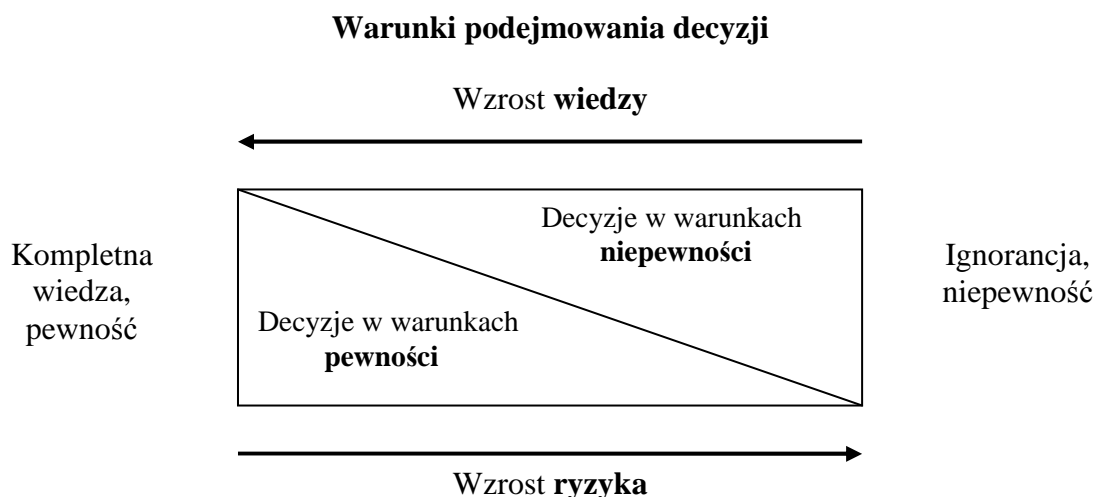 Warunki podejmowania decyzji
Wzrost wiedzy
Decyzje w warunkach
niepewności
Kompletna
wiedza,
pewność
Ignorancja,
niepewność
Decyzje w warunkach
pewności
Wzrost ryzyka